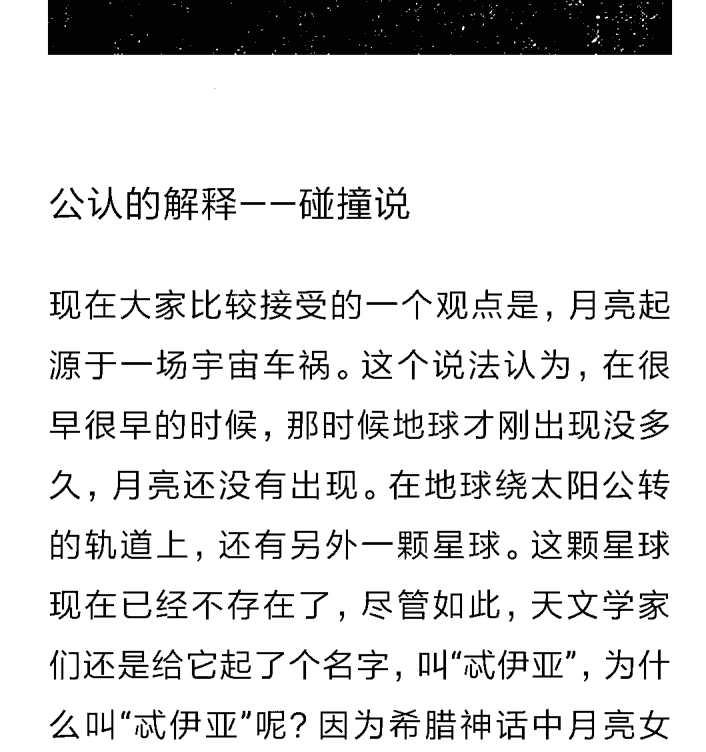 公认的解释——碰撞说
现在大家比较接受的一个观点是，月亮起
源于一场宇宙车祸。这个说法认为，在很
早很早的时候，那时候地球才刚出现没多
久，月亮还没有出现。在地球绕太阳公转
的轨道上，还有另外一颗星球。这颗星球
现在已经不存在了，尽管如此，天文学家
们还是给它起了个名字，叫“忒伊亚”，为什
么叫“忒伊亚”呢？因为希腊神话中月亮女